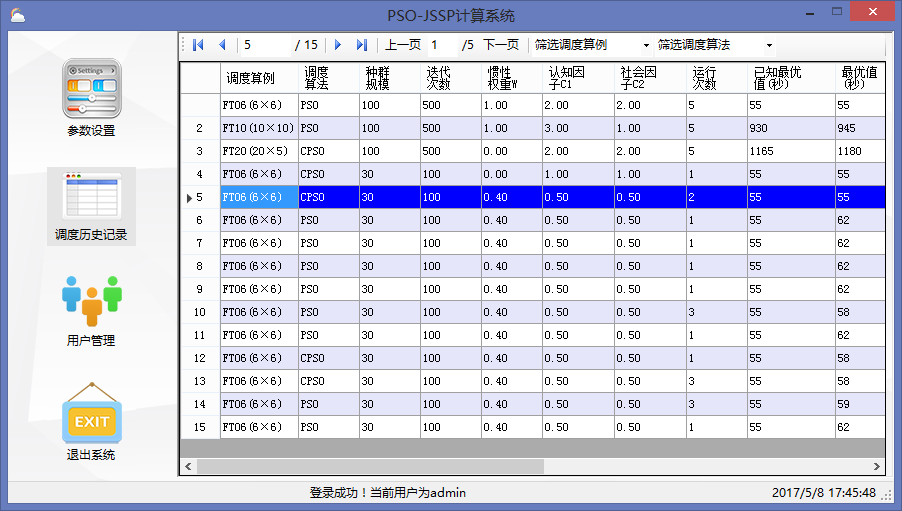 PSO-JSSP计算系统
Settings
参数设置
调度历史记录
用户管理
EXIT
退出系统
5 / 15 上一页 1 /5 下一页 筛选调度算例 筛选调度算法
调度算例 调度算法 种群规模 迭代次数 惯性权重W 认知因子C1 社会因子C2 运行次数 已知最优值(秒) 最优值(秒)
FT06(6×6) PSO 100 500 1.00 2.00 2.00 5 55 55
2 FT10(10×10) PSO 100 500 1.00 3.00 1.00 5 930 945
3 FT20(20×5) CPSO 100 500 0.00 2.00 2.00 5 1165 1180
4 FT06(6×6) CPSO 30 100 0.00 1.00 1.00 1 55 55
5 FT06(6×6) CPSO 30 100 0.40 0.50 0.50 2 55 55
6 FT06(6×6) PSO 30 100 0.40 0.50 0.50 1 55 62
7 FT06(6×6) PSO 30 100 0.40 0.50 0.50 1 55 62
8 FT06(6×6) PSO 30 100 0.40 0.50 0.50 1 55 62
9 FT06(6×6) PSO 30 100 0.40 0.50 0.50 1 55 62
10 FT06(6×6) PSO 30 100 0.40 0.50 0.50 3 55 58
11 FT06(6×6) PSO 30 100 0.40 0.50 0.50 1 55 62
12 FT06(6×6) CPSO 30 100 0.40 0.50 0.50 1 55 58
13 FT06(6×6) CPSO 30 100 0.40 0.50 0.50 3 55 58
14 FT06(6×6) PSO 30 100 0.40 0.50 0.50 3 55 59
15 FT06(6×6) PSO 30 100 0.40 0.50 0.50 1 55 62
登录成功！当前用户为admin
2017/5/8 17:45:48